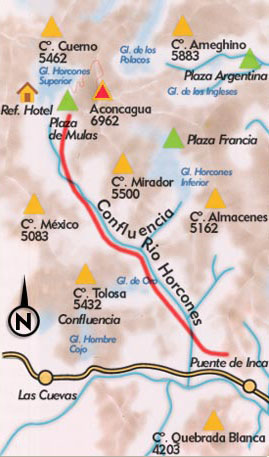 Cº. Cuerno
5462
Cº. Ameghino
5883
Gl. de los
Polacos
Plaza Argentina
Gl. Horcones
Superior
Gl. de los Ingleses
Ref. Hotel
Plaza
de Mulas
Aconcagua
6962
Plaza Francia
Cº. Mirador
5500
Gl. Horcones
Inferior
Cº. México
5083
Confluencia
Cº. Almacenes
5162
Rio Horcones
Gl. de Oro
Cº. Tolosa
5432
Confluencia
N
Gl. Hombre
Cojo
Puente de Inca
Las Cuevas
Cº. Quebrada Blanca
4203